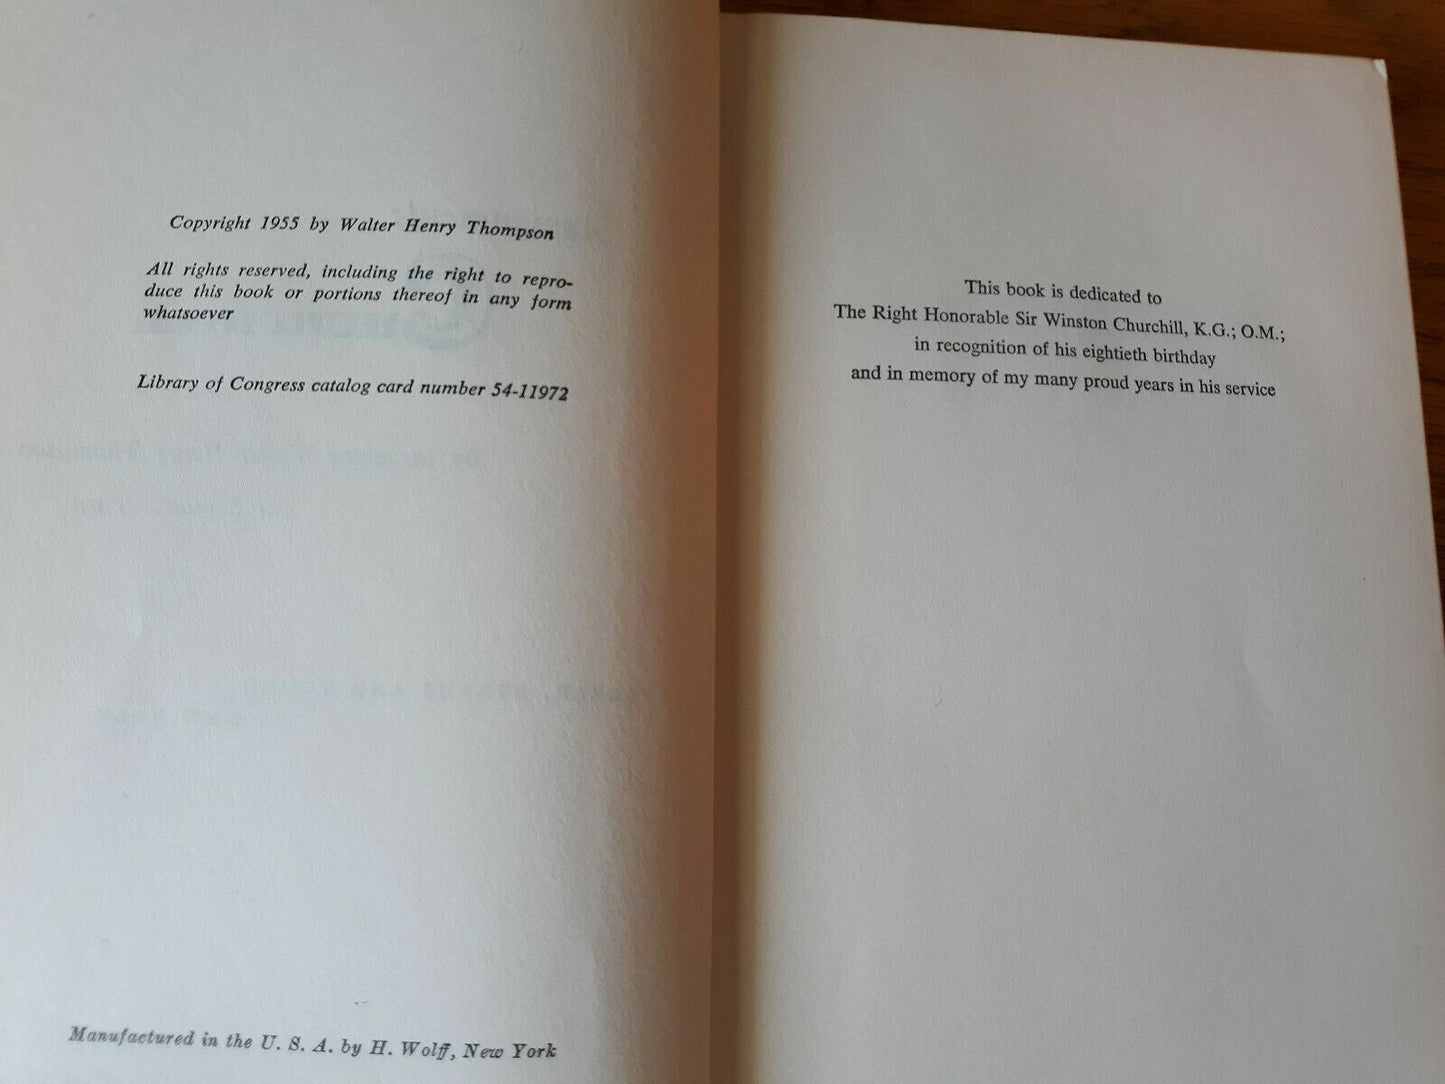 Copyright 1955 by Walter Henry Thompson
All rights reserved, including the right to repro-
duce this book or portions thereof in any form
whatsoever
Library of Congress catalog card number 54-11972
Manufactured in the U. S. A. by H. Wolff, New York
This book is dedicated to
The Right Honorable Sir Winston Churchill, K.G.; O.M.;
in recognition of his eightieth birthday
and in memory of my many proud years in his service